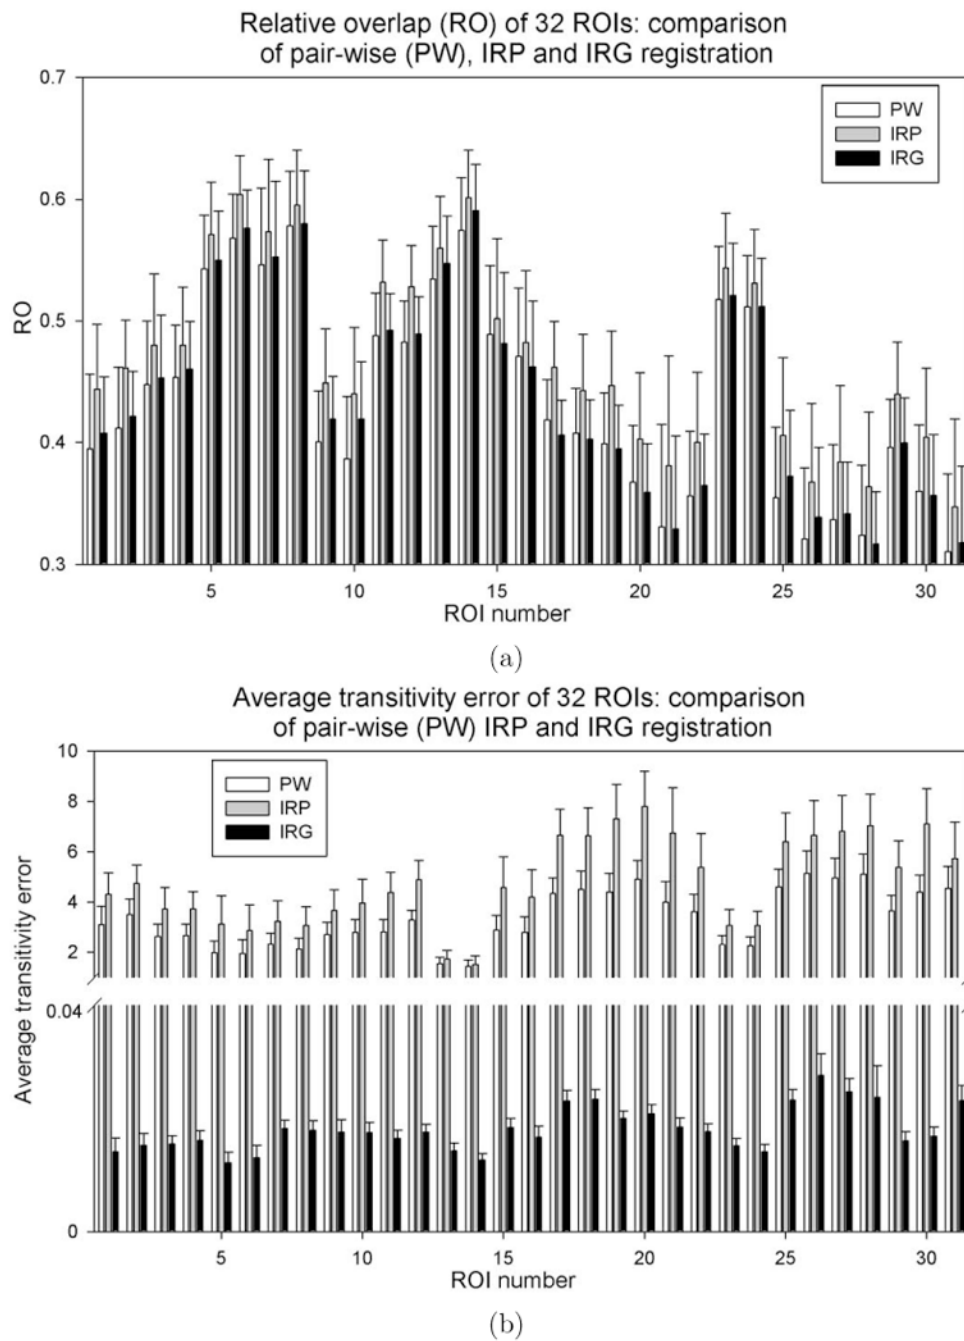 Relative overlap (RO) of 32 ROIs: comparison
of pair-wise (PW), IRP and IRG registration
0.7
0.6
0.5
0.4
0.3
RO
PW
IRP
IRG
5 10 15 20 25 30
ROI number
(a)
Average transitivity error of 32 ROIs: comparison
of pair-wise (PW) IRP and IRG registration
10
8
6
4
2
0.04
0
Average transitivity error
PW
IRP
IRG
5 10 15 20 25 30
ROI number
(b)